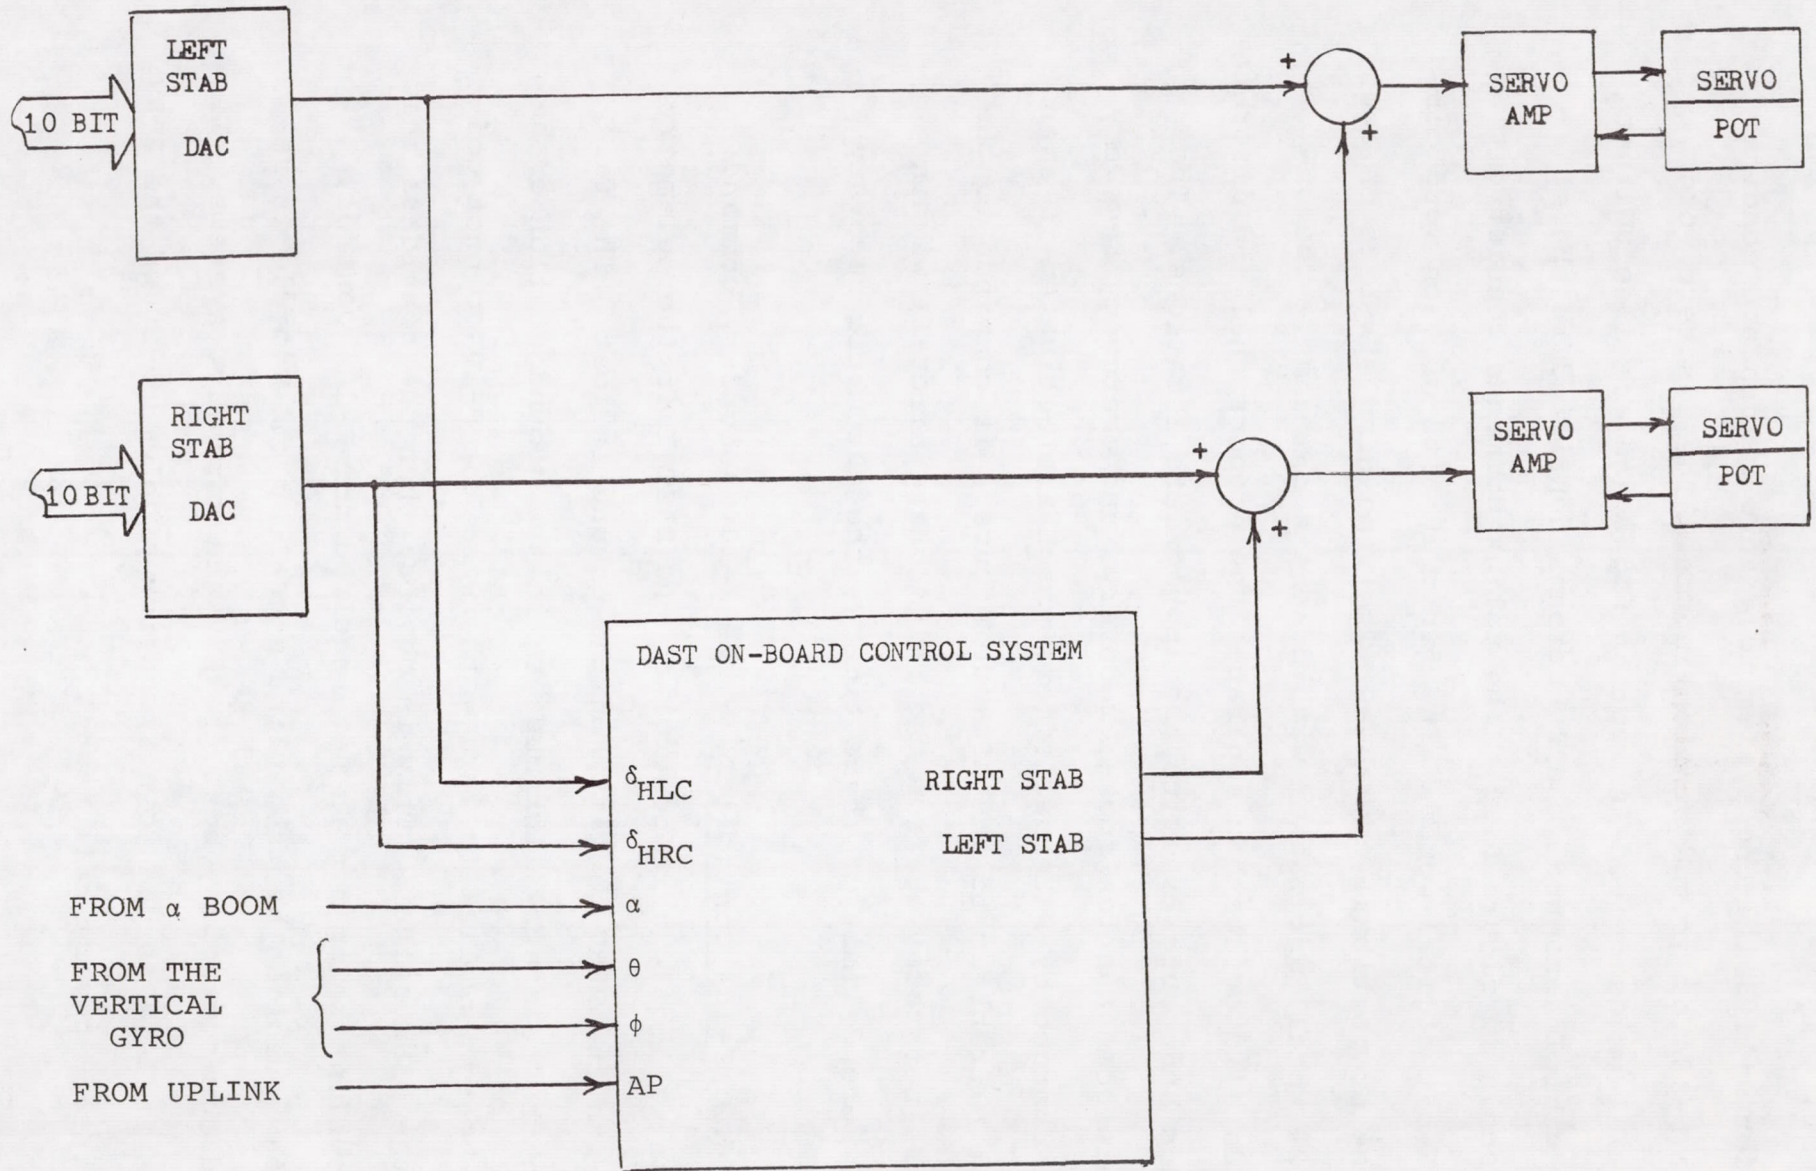 LEFT
STAB
DAC
10 BIT
+
+
SERVO
AMP
SERVO
POT
RIGHT
STAB
DAC
10 BIT
+
+
SERVO
AMP
SERVO
POT
DAST ON-BOARD CONTROL SYSTEM
δHLC
RIGHT STAB
δHRC
LEFT STAB
FROM α BOOM
α
FROM THE
VERTICAL
GYRO
θ
ϕ
FROM UPLINK
AP